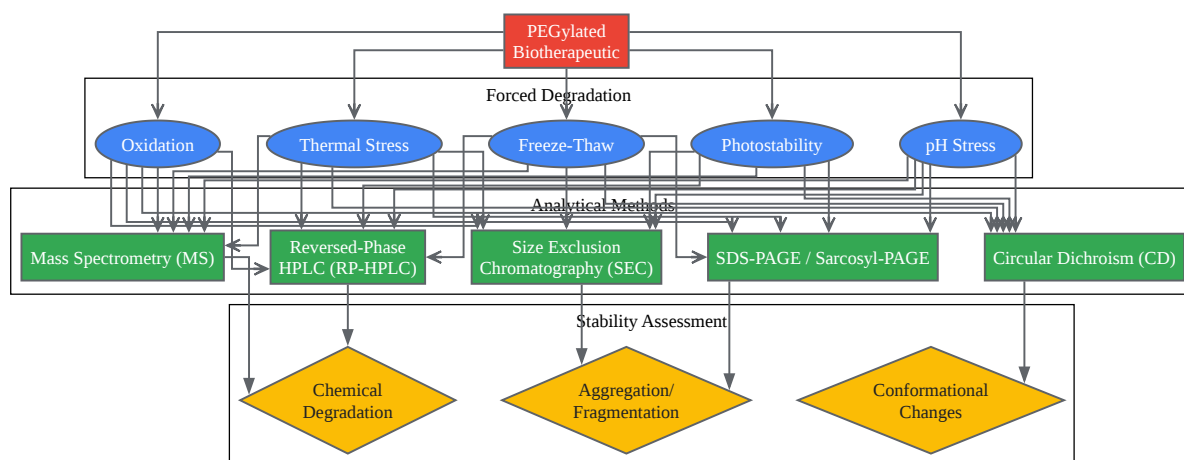 PEGylated
Biotherapeutic
Forced Degradation
Oxidation
Thermal Stress
Freeze-Thaw
Photostability
pH Stress
Analytical Methods
Mass Spectrometry (MS)
Reversed-Phase
HPLC (RP-HPLC)
Size Exclusion
Chromatography (SEC)
SDS-PAGE / Sarcosyl-PAGE
Circular Dichroism (CD)
Stability Assessment
Chemical
Degradation
Aggregation/
Fragmentation
Conformational
Changes